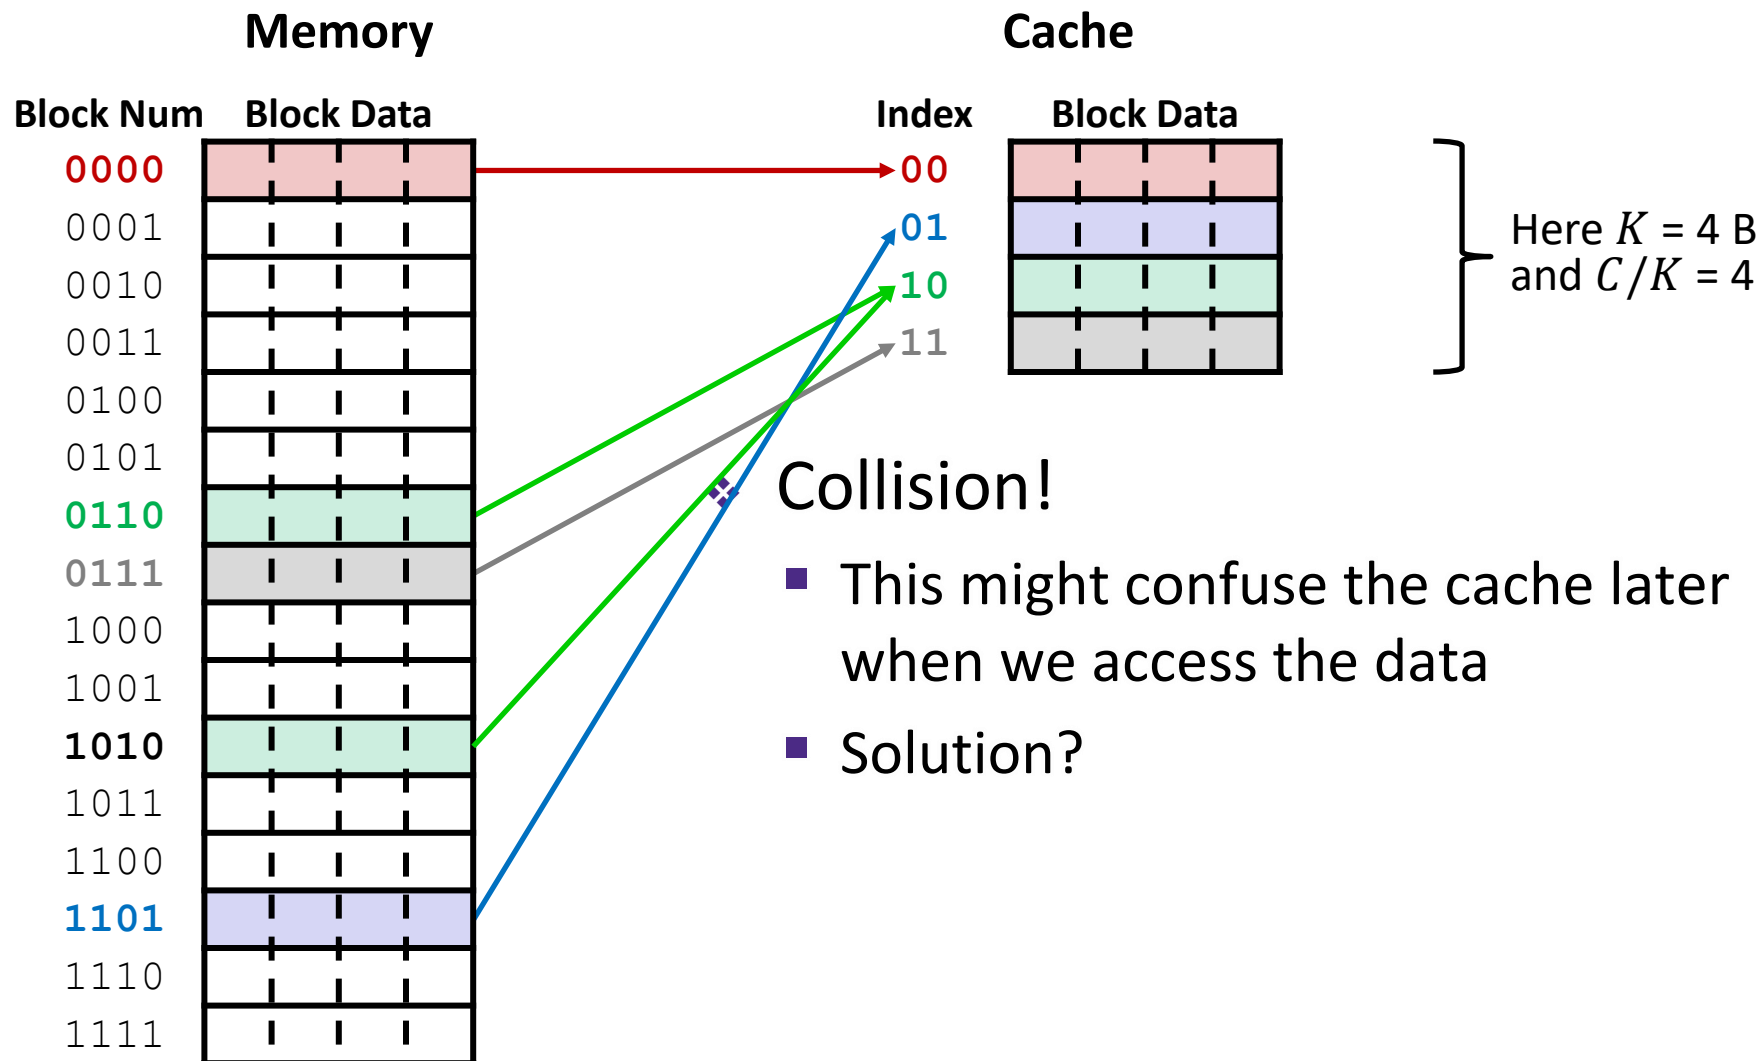 Memory
Cache
Block Num Block Data
Index Block Data
0000
0001
0010
0011
0100
0101
0110
0111
1000
1001
1010
1011
1100
1101
1110
1111
00
01
10
11
Here K = 4 B
and C/K = 4
Collision!
This might confuse the cache later
when we access the data
Solution?